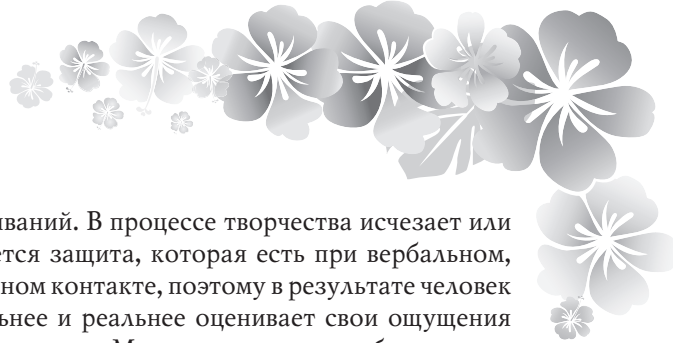 ваний. В процессе творчества исчезает или
ется защита, которая есть при вербальном,
ном контакте, поэтому в результате человек
ьнее и реальнее оценивает свои ощущения